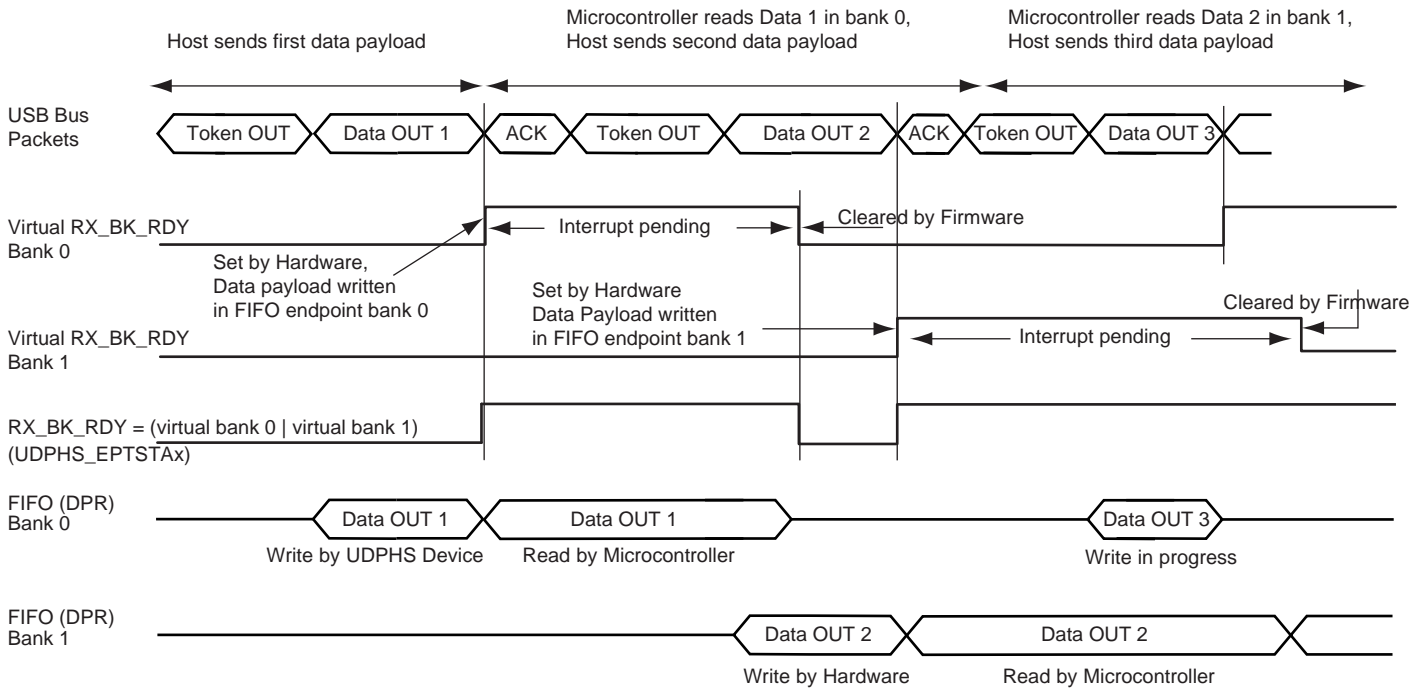 Host sends first data payload
Microcontroller reads Data 1 in bank 0,
Host sends second data payload
Microcontroller reads Data 2 in bank 1,
Host sends third data payload
USB Bus
Packets
Token OUT
Data OUT 1
ACK
Token OUT
Data OUT 2
ACK
Token OUT
Data OUT 3
Virtual RX_BK_RDY
Bank 0
Interrupt pending
Cleared by Firmware
Set by Hardware,
Data payload written
in FIFO endpoint bank 0
Set by Hardware
Data Payload written
in FIFO endpoint bank 1
Cleared by Firmware
Virtual RX_BK_RDY
Bank 1
Interrupt pending
RX_BK_RDY = (virtual bank 0 | virtual bank 1)
(UDPHS_EPTSTAx)
FIFO (DPR)
Bank 0
Data OUT 1
Data OUT 1
Data OUT 3
Write by UDPHS Device
Read by Microcontroller
Write in progress
FIFO (DPR)
Bank 1
Data OUT 2
Data OUT 2
Write by Hardware
Read by Microcontroller